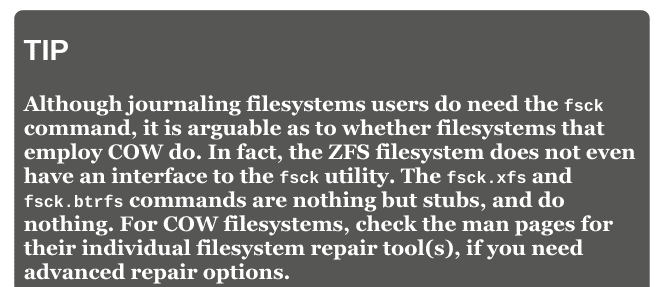 TIP
Although journaling filesystems users do need the fsck
command, it is arguable as to whether filesystems that
employ COW do. In fact, the ZFS filesystem does not even
have an interface to the fsck utility. The fsck.xfs and
fsck.btrfs commands are nothing but stubs, and do
nothing. For COW filesystems, check the man pages for
their individual filesystem repair tool(s), if you need
advanced repair options.